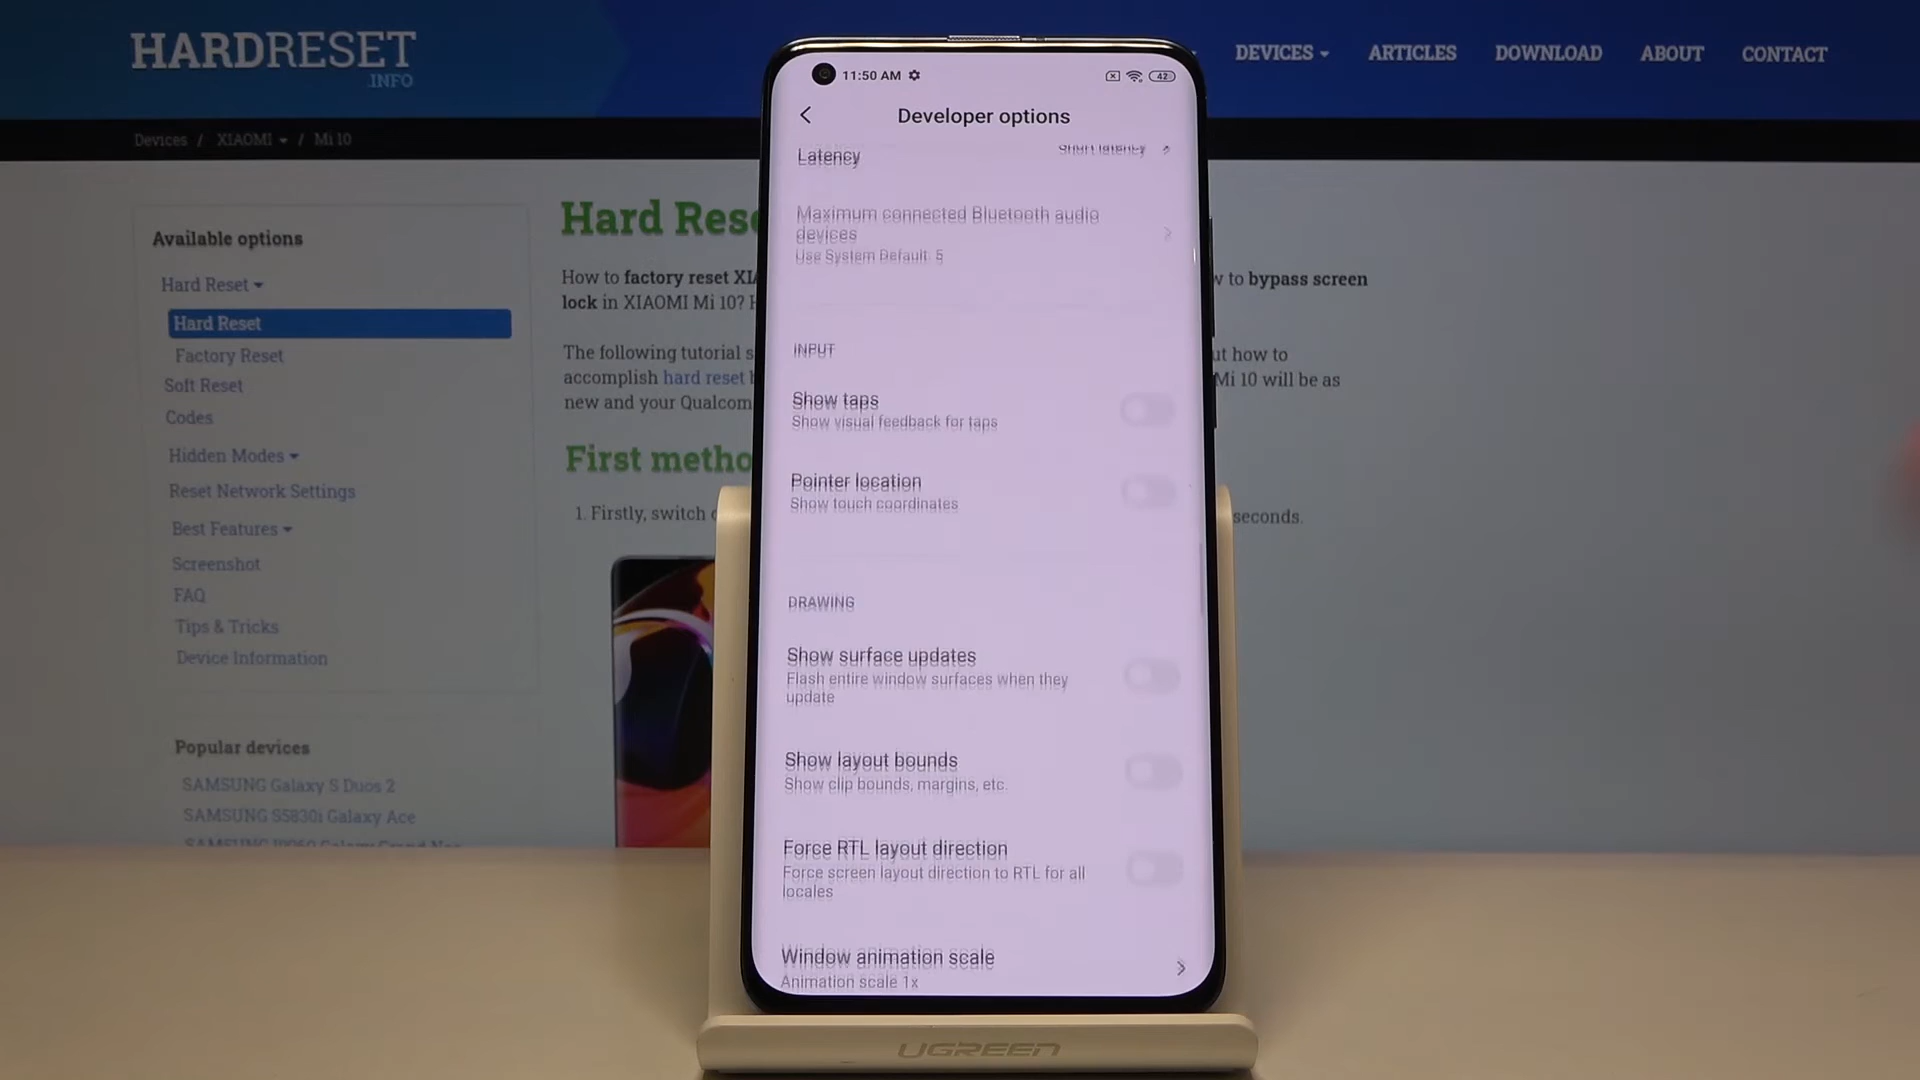 HARDRESET
.INFO
DEVICES
ARTICLES
DOWNLOAD
ABOUT
CONTACT
Devices / XIAOMI / Mi 10
Available options
Hard Reset
Hard Reset
Factory Reset
Soft Reset
Codes
Hidden Modes
Reset Network Settings
Best Features
Screenshot
FAQ
Tips & Tricks
Device Information
Popular devices
SAMSUNG Galaxy S Duos 2
SAMSUNG S5830i Galaxy Ace
Hard
How to factory reset
to bypass screen
lock in XIAOMI Mi 10?
The following tutorial
how to
accomplish hard reset
Mi 10 will be as
new and your
First
1. Firstly, switch
seconds.
11:50 AM
42
Developer options
Latency
Short latency
Maximum connected Bluetooth audio
devices
Use System Default: 5
INPUT
Show taps
Show visual feedback for taps
Pointer location
Show touch coordinates
DRAWING
Show surface updates
Flash entire window surfaces when they
update
Show layout bounds
Show clip bounds, margins, etc.
Force RTL layout direction
Force screen layout direction to RTL for all
locales
Window animation scale
Animation scale 1x
UGREEN